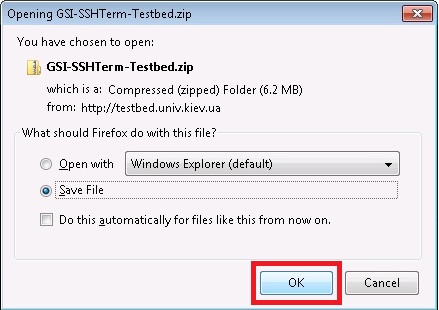 Opening GSI-SSHTerm-Testbed.zip
You have chosen to open:
GSI-SSHTerm-Testbed.zip
which is a: Compressed (zipped) Folder (6.2 MB)
from: http://testbed.univ.kiev.ua
What should Firefox do with this file?
Open with Windows Explorer (default)
Save File
Do this automatically for files like this from now on.
OK Cancel